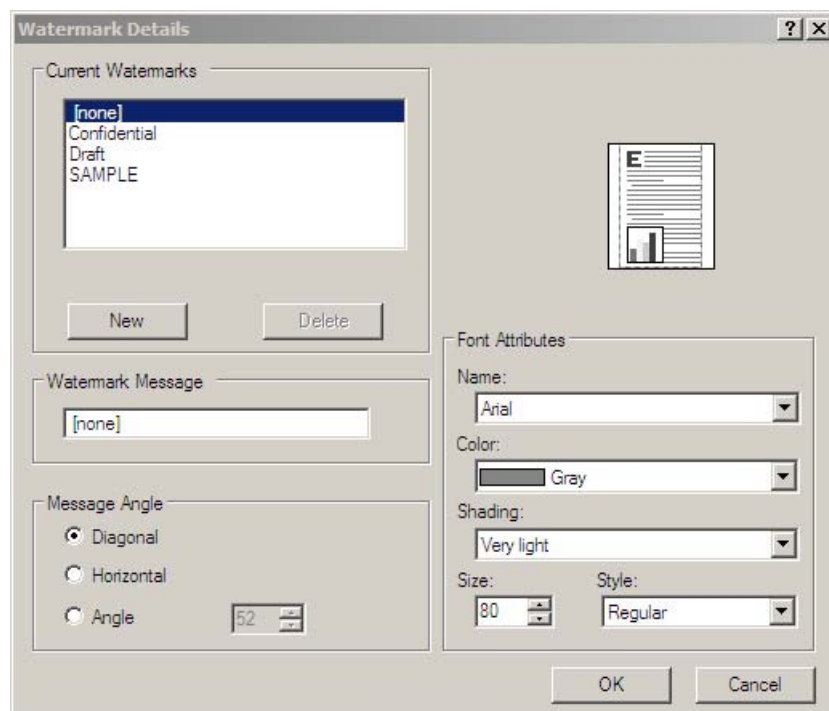 Watermark Details
Current Watermarks
[none]
Confidential
Draft
SAMPLE
New Delete
Watermark Message
[none]
Message Angle
Diagonal
Horizontal
Angle 52
E
Font Attributes
Name:
Arial
Color:
Gray
Shading:
Very light
Size: Style:
80 Regular
OK Cancel